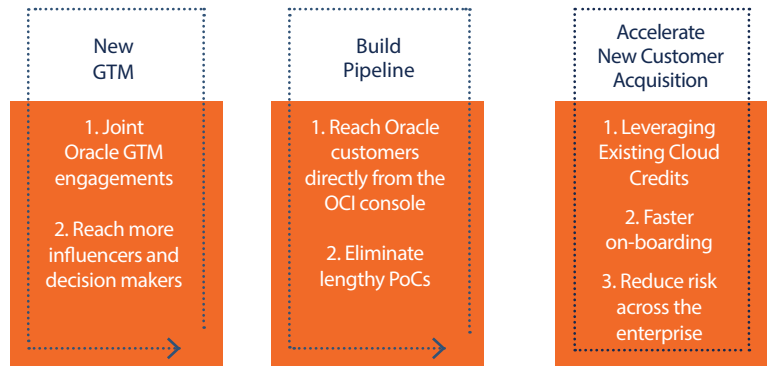 New
GTM
1. Joint
Oracle GTM
engagements
2. Reach more
influencers and
decision makers
Build
Pipeline
1. Reach Oracle
customers
directly from the
OCI console
2. Eliminate
lengthy PoCs
Accelerate
New Customer
Acquisition
1. Leveraging
Existing Cloud
Credits
2. Faster
on-boarding
3. Reduce risk
across the
enterprise